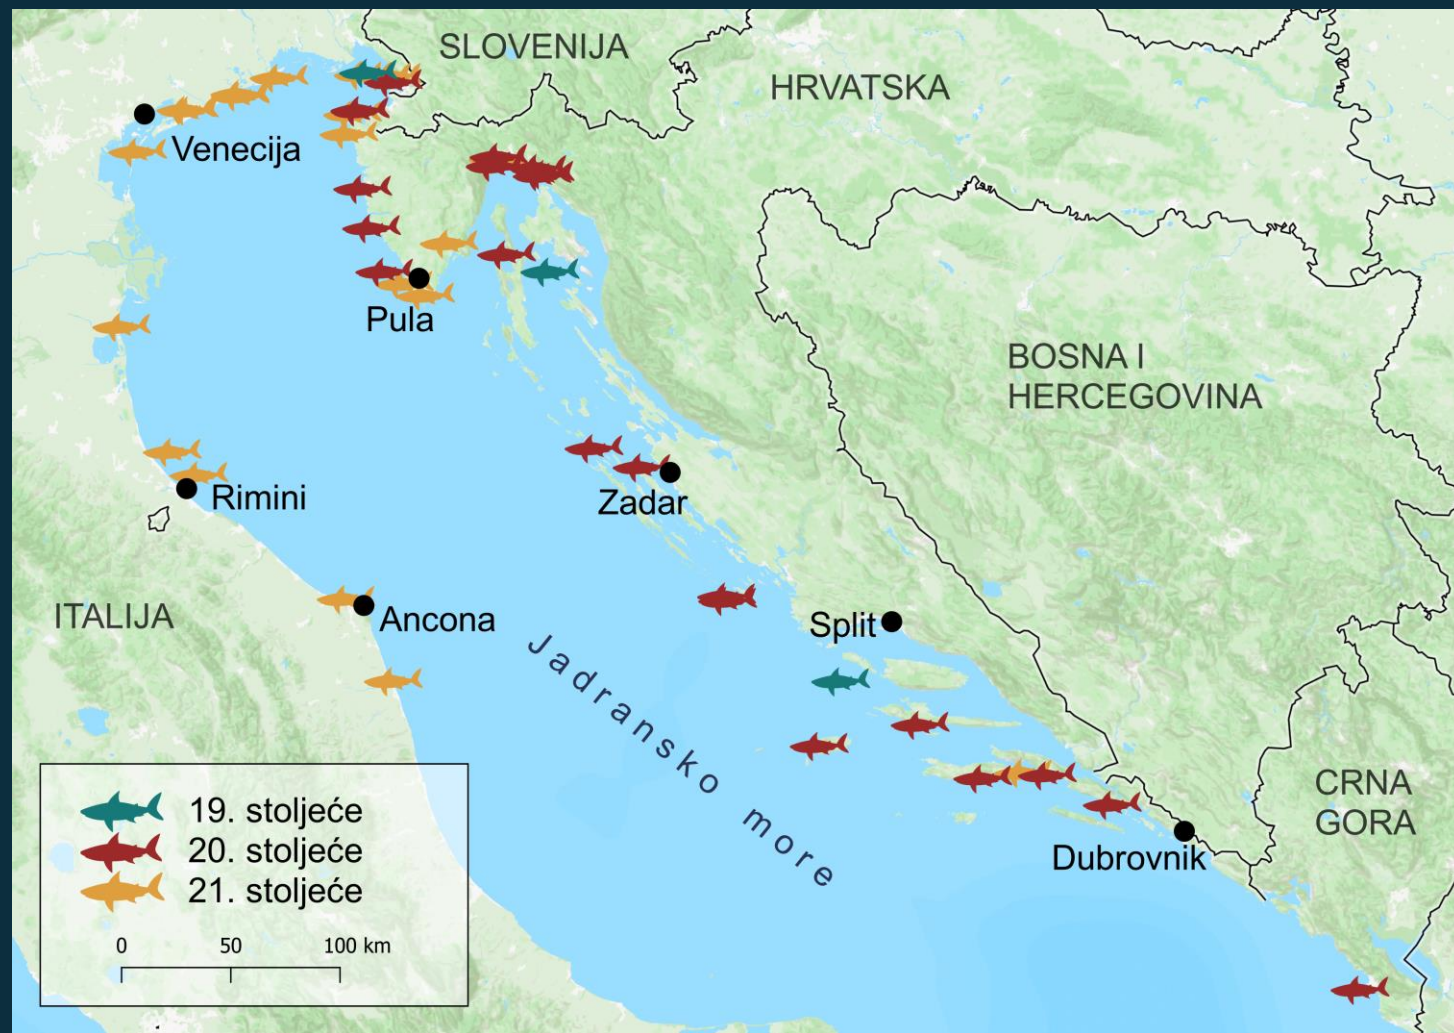 SLOVENIJA
HRVATSKA
Venecija
Pula
BOSNA I
HERCEGOVINA
Rimini
Zadar
ITALIJA
Ancona
Split
Jadransko more
CRNA
GORA
Dubrovnik
19. stoljeće
20. stoljeće
21. stoljeće
0 50 100 km